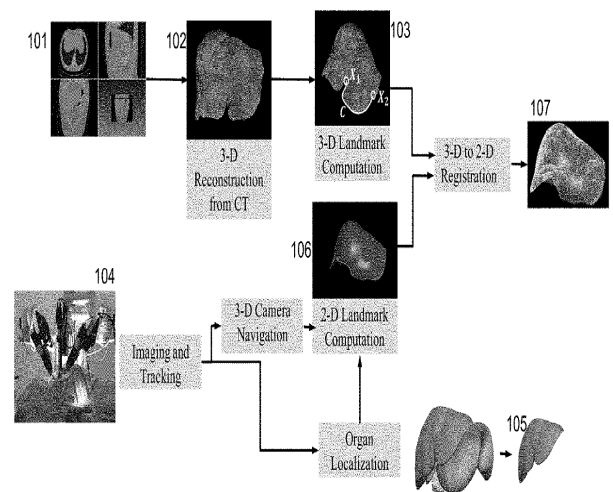 101
102
103
X1
X2
C
107
3-D
Reconstruction
from CT
3-D Landmark
Computation
3-D to 2-D
Registration
106
104
3-D Camera
Navigation
2-D Landmark
Computation
Imaging and
Tracking
Organ
Localization
105